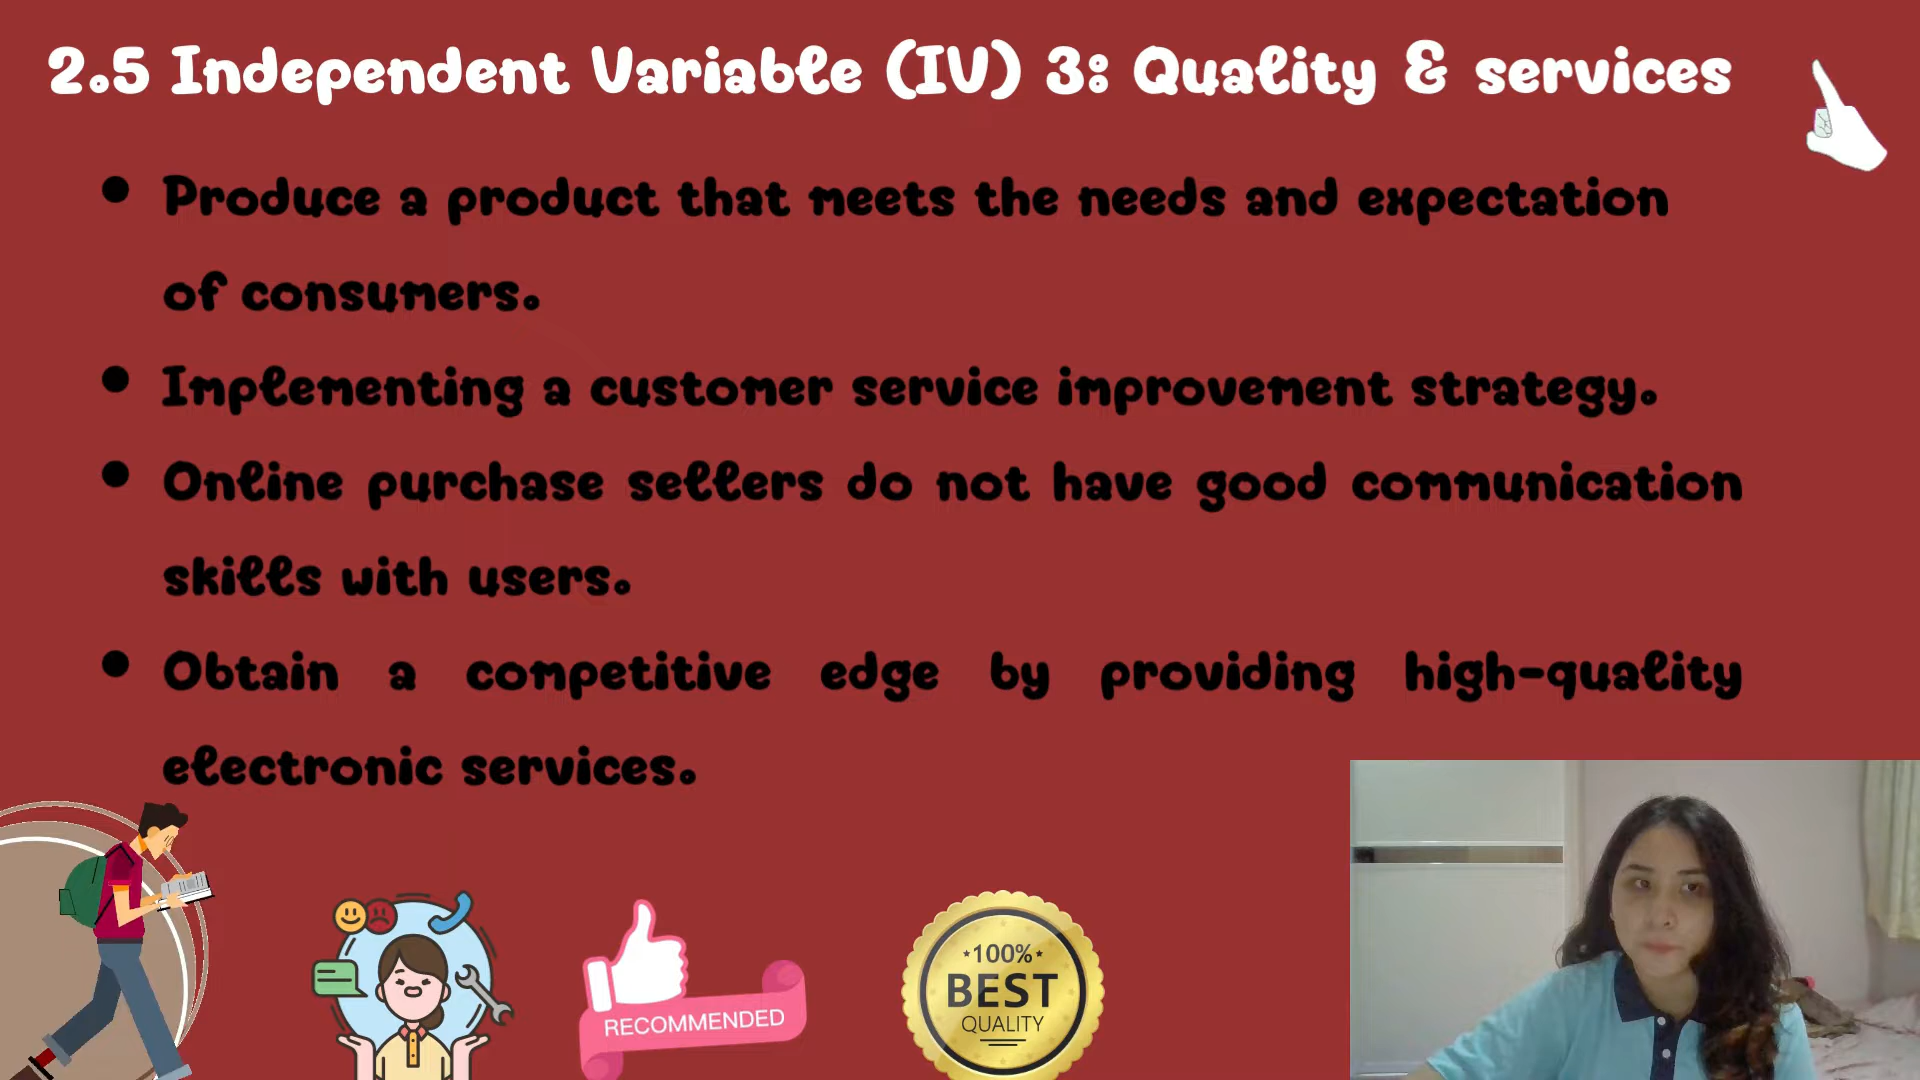 2.5 Independent Variable (IV) 3: Quality & services
• Produce a product that meets the needs and expectation
of consumers.
• Implementing a customer service improvement strategy.
• Online purchase sellers do not have good communication
skills with users.
• Obtain a competitive edge by providing high-quality
electronic services.
RECOMMENDED
100%
BEST
QUALITY